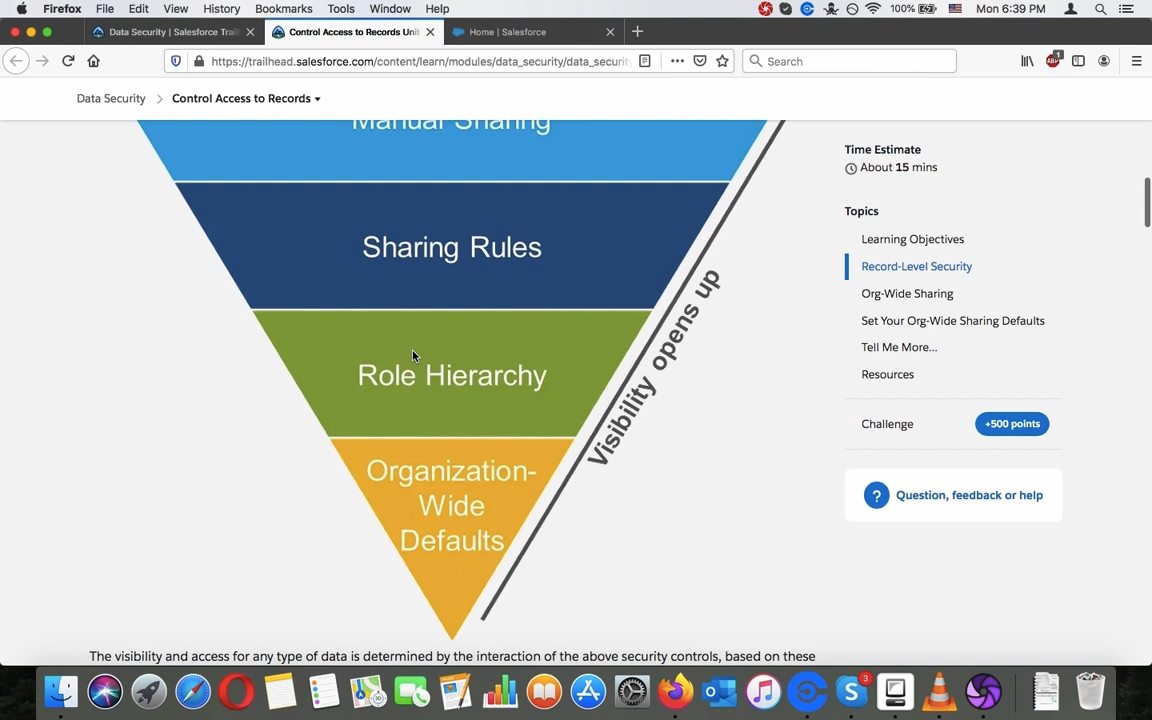 Firefox File Edit View History Bookmarks Tools Window Help 100% Mon 6:39 PM
Data Security | Salesforce Trail Control Access to Records Unit Home | Salesforce
https://trailhead.salesforce.com/content/learn/modules/data_security/data_securit Search
ABP 1
Data Security > Control Access to Records
Manual Sharing
Sharing Rules
Role Hierarchy
Organization-
Wide
Defaults
Visibility opens up
Time Estimate
About 15 mins
Topics
Learning Objectives
Record-Level Security
Org-Wide Sharing
Set Your Org-Wide Sharing Defaults
Tell Me More...
Resources
Challenge +500 points
? Question, feedback or help
The visibility and access for any type of data is determined by the interaction of the above security controls, based on these
3